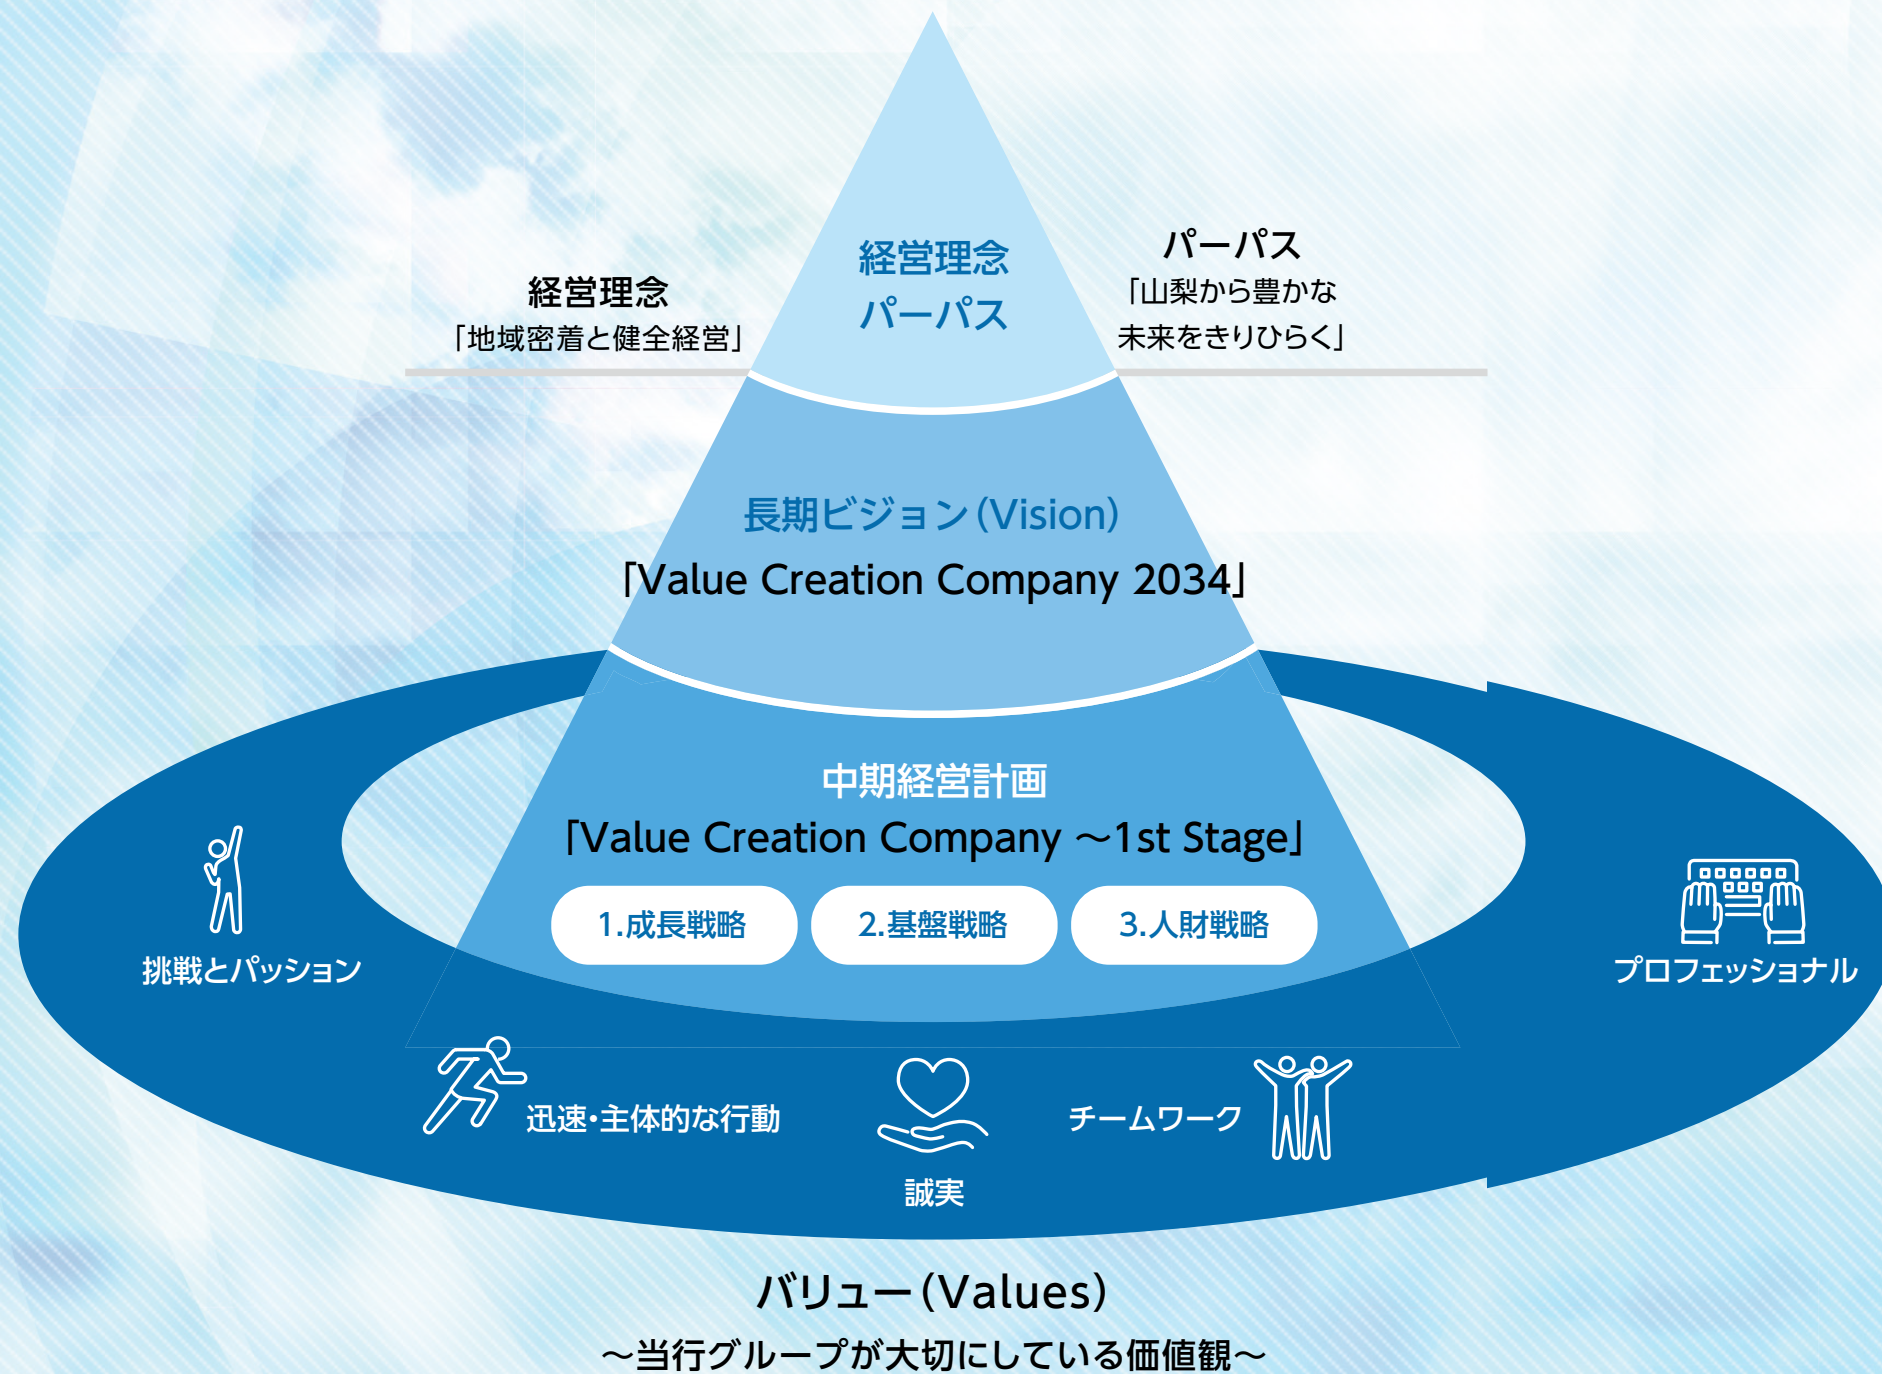 経営理念
パーパス
経営理念
「地域密着と健全経営」
パーパス
「山梨から豊かな
未来をきりひらく」
長期ビジョン(Vision)
「Value Creation Company 2034」
中期経営計画
「Value Creation Company ～1st Stage」
1.成長戦略
2.基盤戦略
3.人財戦略
挑戦とパッション
迅速・主体的な行動
誠実
チームワーク
プロフェッショナル
バリュー(Values)
～当行グループが大切にしている価値観～